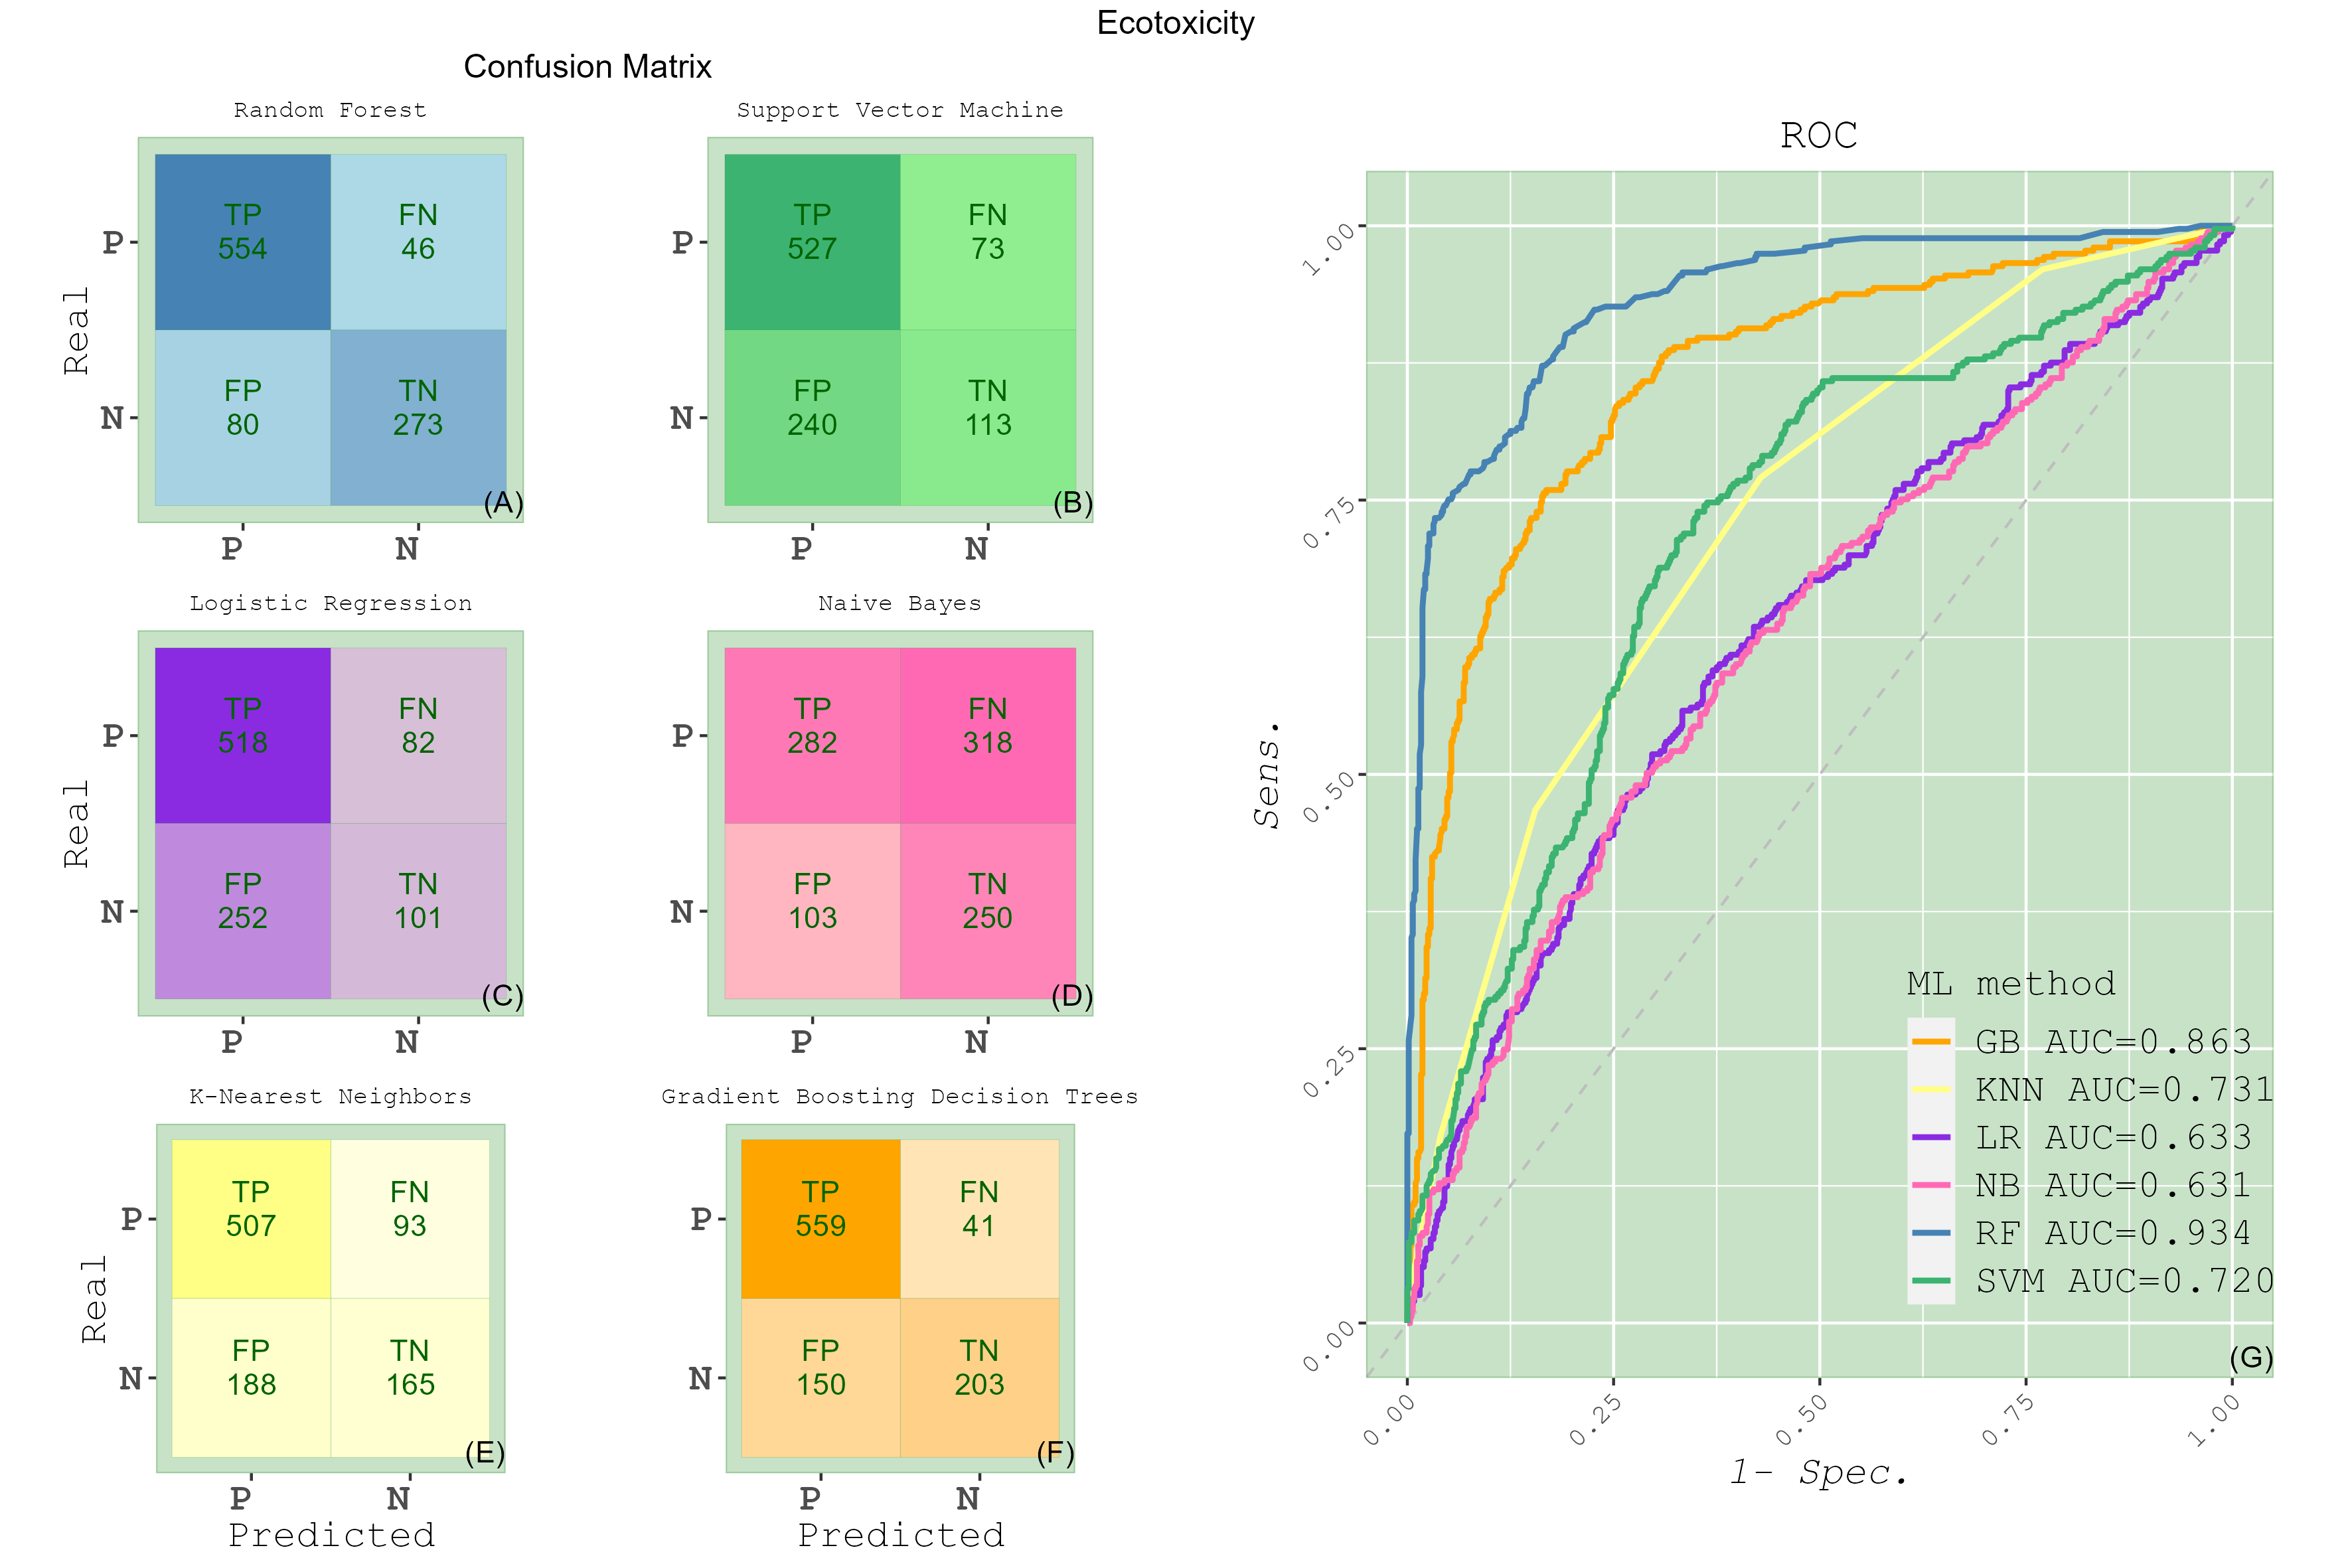 Ecotoxicity
Confusion Matrix
Random Forest
Real
P
N
TP
554
FN
46
FP
80
TN
273
(A)
P
N
Support Vector Machine
P
N
TP
527
FN
73
FP
240
TN
113
(B)
P
N
Logistic Regression
Real
P
N
TP
518
FN
82
FP
252
TN
101
(C)
P
N
Naive Bayes
P
N
TP
282
FN
318
FP
103
TN
250
(D)
P
N
K-Nearest Neighbors
Real
P
N
TP
507
FN
93
FP
188
TN
165
(E)
P
N
Predicted
Gradient Boosting Decision Trees
P
N
TP
559
FN
41
FP
150
TN
203
(F)
P
N
Predicted
ROC
Sens.
1.00
0.75
0.50
0.25
0.00
ML method
GB AUC=0.863
KNN AUC=0.731
LR AUC=0.633
NB AUC=0.631
RF AUC=0.934
SVM AUC=0.720
(G)
0.00
0.25
0.50
0.75
1.00
1- Spec.